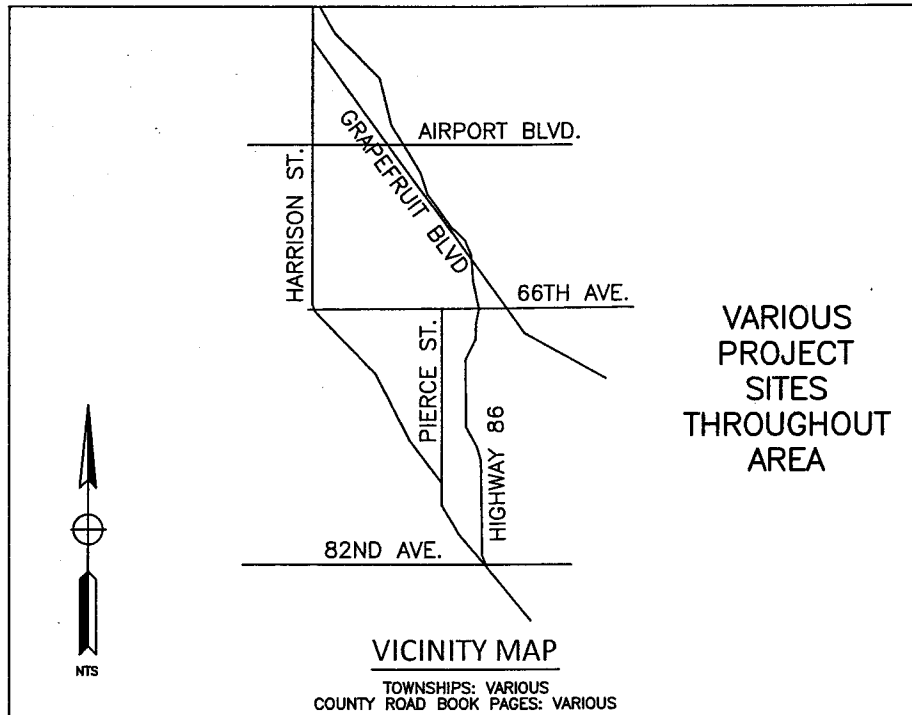 AIRPORT BLVD.
GRAPEFRUIT BLVD
HARRISON ST.
66TH AVE.
PIERCE ST.
HIGHWAY 86
82ND AVE.
VARIOUS
PROJECT
SITES
THROUGHOUT
AREA
NTS
VICINITY MAP
TOWNSHIPS: VARIOUS
COUNTY ROAD BOOK PAGES: VARIOUS